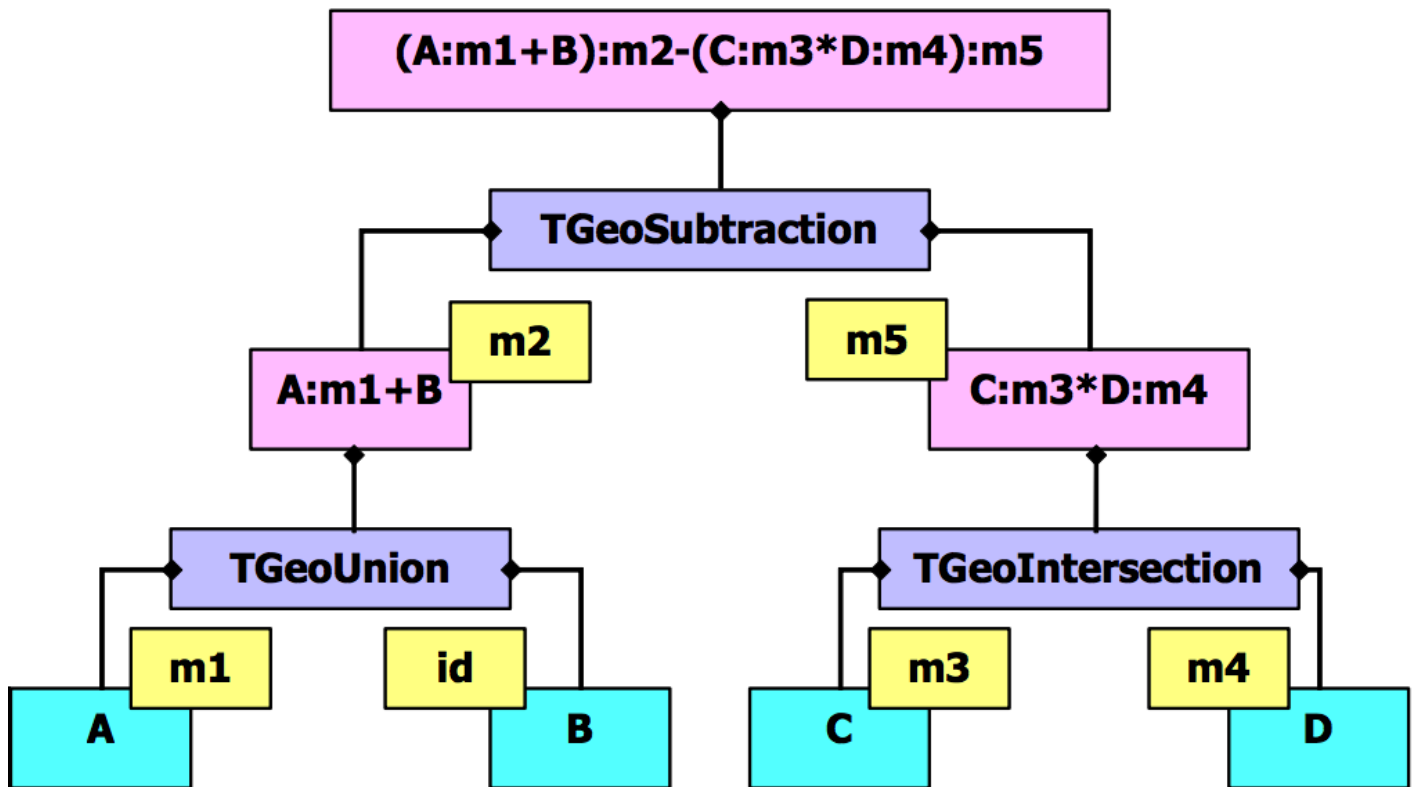 (A:m1+B):m2-(C:m3*D:m4):m5
TGeoSubtraction
m2
m5
A:m1+B
C:m3*D:m4
TGeoUnion
TGeoIntersection
m1
id
m3
m4
A
B
C
D